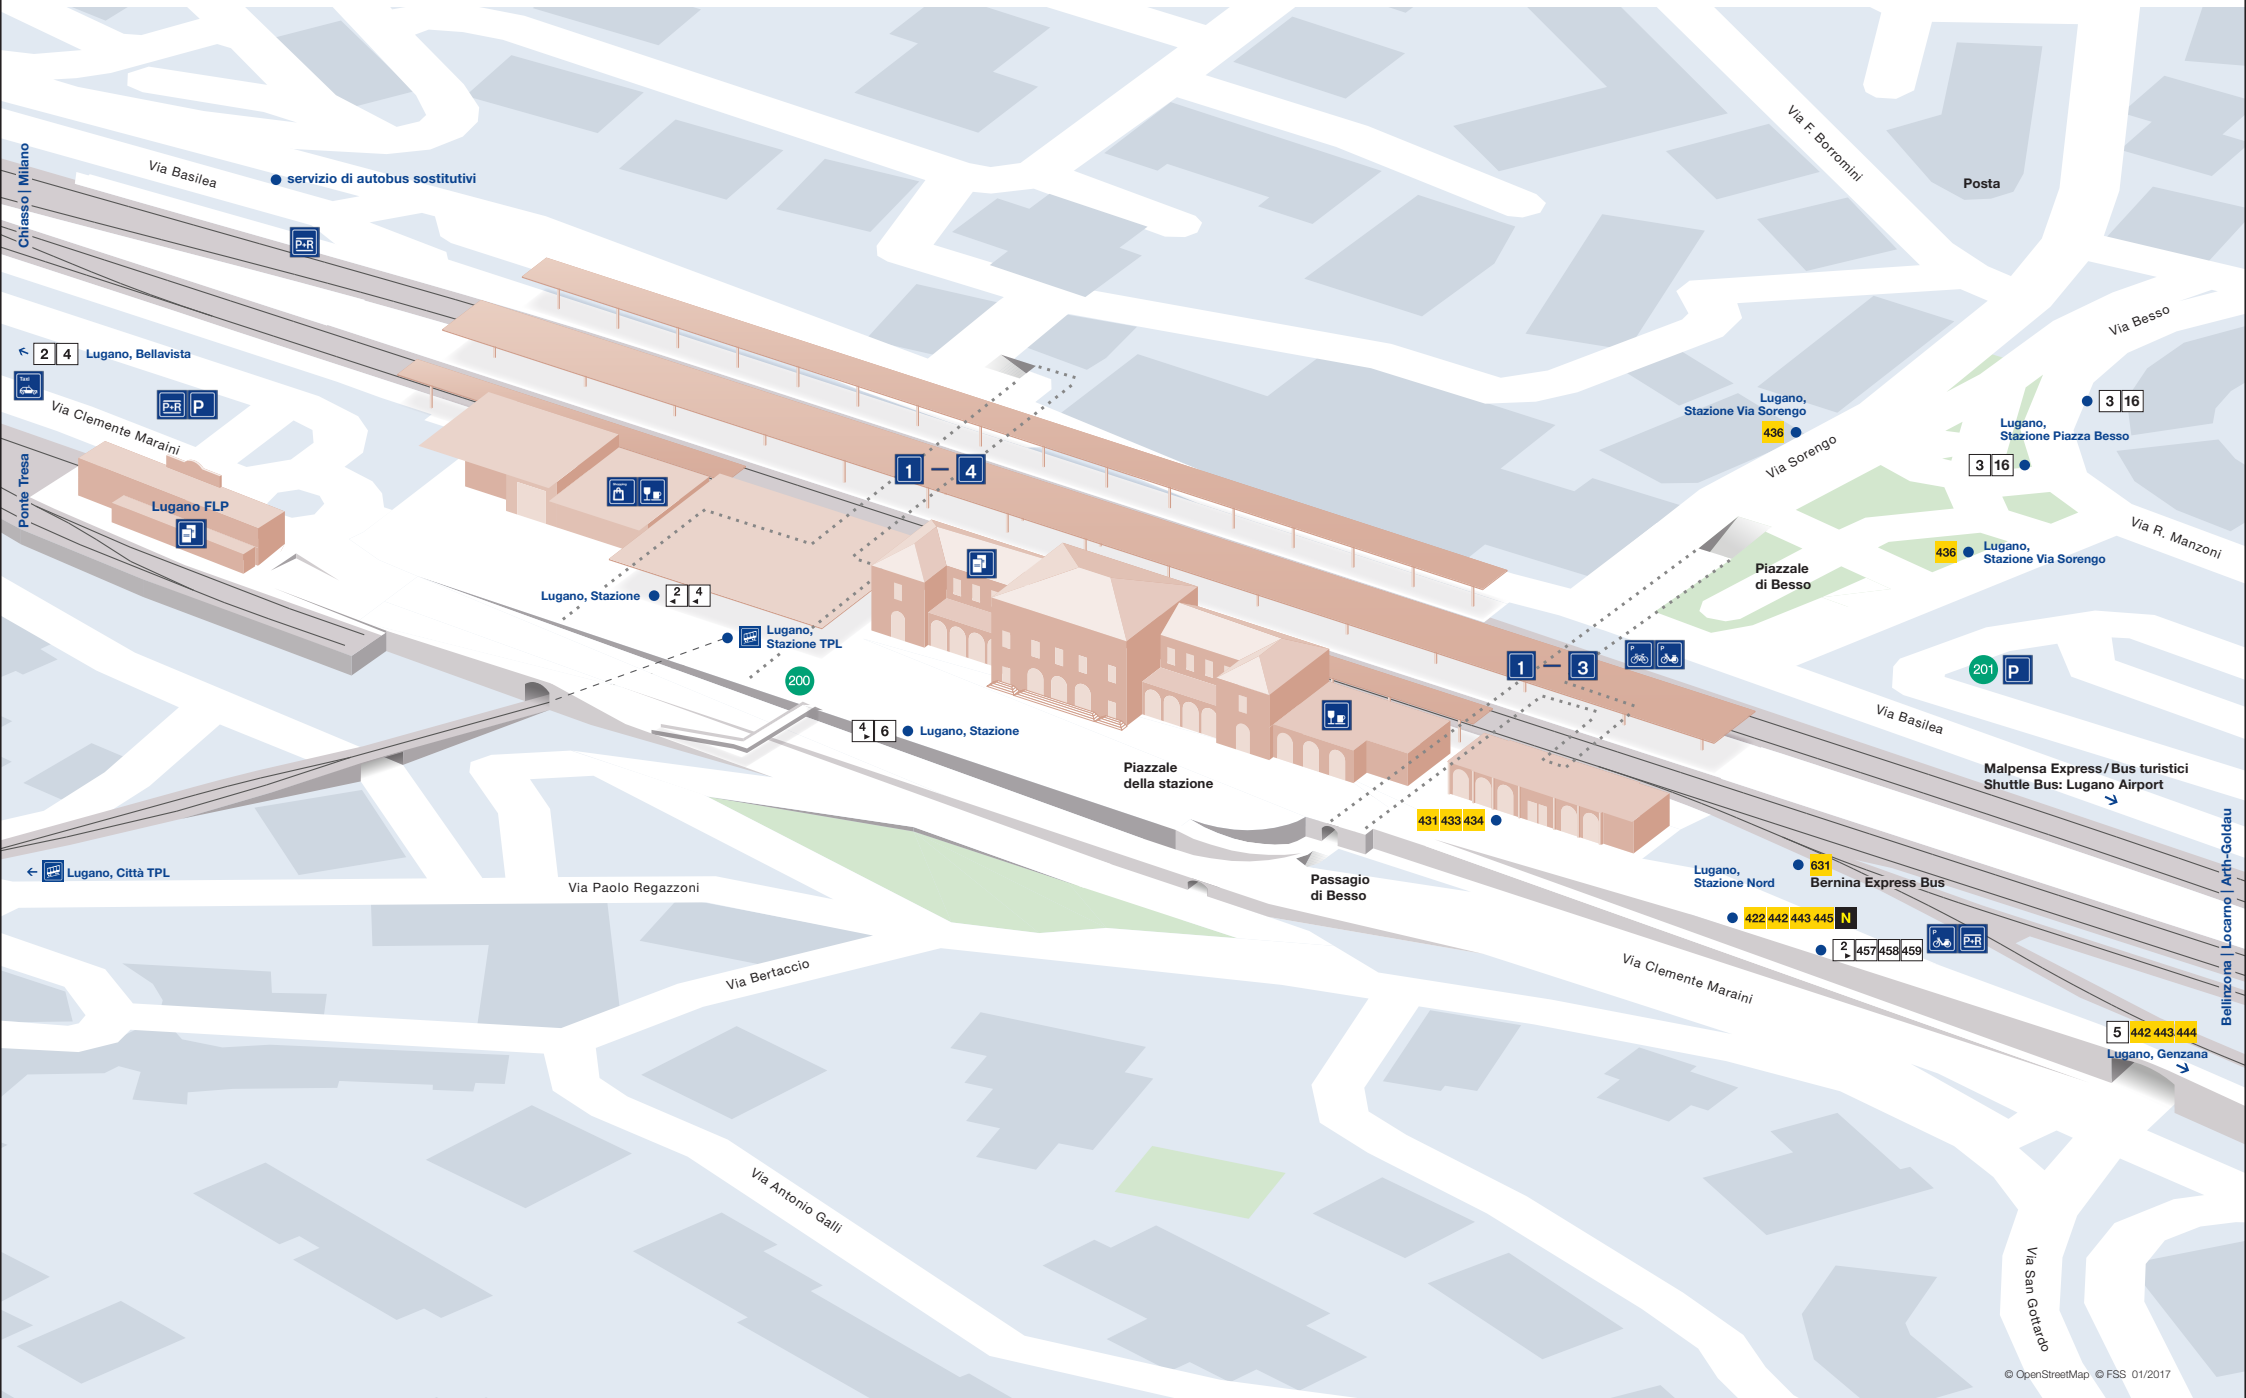 Via F. Borromini
Posta
Chiasso | Milano
Via Basilea
servizio di autobus sostitutivi
P+R
Via Besso
2 4 Lugano, Bellavista
Taxi
P+R P
Via Clemente Maraini
Lugano,
Stazione Via Sorengo
436
Via Sorengo
3 16
Lugano,
Stazione Piazza Besso
3 16
1 – 4
Shopping
Ponte Tresa
Lugano FLP
Via R. Manzoni
436
Lugano,
Stazione Via Sorengo
Piazzale
di Besso
Lugano, Stazione
2 4
Lugano,
Stazione TPL
200
1 – 3
P P
201 P
Via Basilea
4 6 Lugano, Stazione
Piazzale
della stazione
Malpensa Express / Bus turistici
Shuttle Bus: Lugano Airport
431 433 434
Bellinzona | Locarno | Arth-Goldau
Lugano, Città TPL
Via Paolo Regazzoni
Passagio
di Besso
Lugano,
Stazione Nord
631
Bernina Express Bus
422 442 443 445 N
2 457 458 459
P P+R
Via Bertaccio
Via Clemente Maraini
5 442 443 444
Lugano, Genzana
Via Antonio Galli
Via San Gottardo
© OpenStreetMap © FSS 01/2017